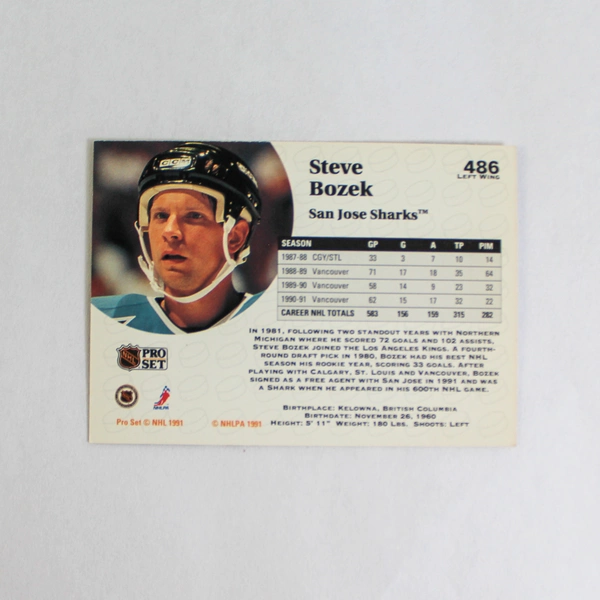 Steve
Bozek
486
LEFT WING
San Jose Sharks™
SEASON GP G A TP PIM
1987-88 CGY/STL 33 3 7 10 14
1988-89 Vancouver 71 17 18 35 64
1989-90 Vancouver 58 14 9 23 32
1990-91 Vancouver 62 15 17 32 22
CAREER NHL TOTALS 583 156 159 315 282
IN 1981, FOLLOWING TWO STANDOUT YEARS WITH NORTHERN
MICHIGAN WHERE HE SCORED 72 GOALS AND 102 ASSISTS,
STEVE BOZEK JOINED THE LOS ANGELES KINGS. A FOURTH-
ROUND DRAFT PICK IN 1980, BOZEK HAD HIS BEST NHL
SEASON HIS ROOKIE YEAR, SCORING 33 GOALS. AFTER
PLAYING WITH CALGARY, ST. LOUIS AND VANCOUVER, BOZEK
SIGNED AS A FREE AGENT WITH SAN JOSE IN 1991 AND WAS
A SHARK WHEN HE APPEARED IN HIS 600TH NHL GAME.
BIRTHPLACE: KELOWNA, BRITISH COLUMBIA
BIRTHDATE: NOVEMBER 26, 1960
HEIGHT: 5' 11" WEIGHT: 180 LBS. SHOOTS: LEFT
CCM
NHL
PRO
SET
NHLPA
Pro Set © NHL 1991 © NHLPA 1991